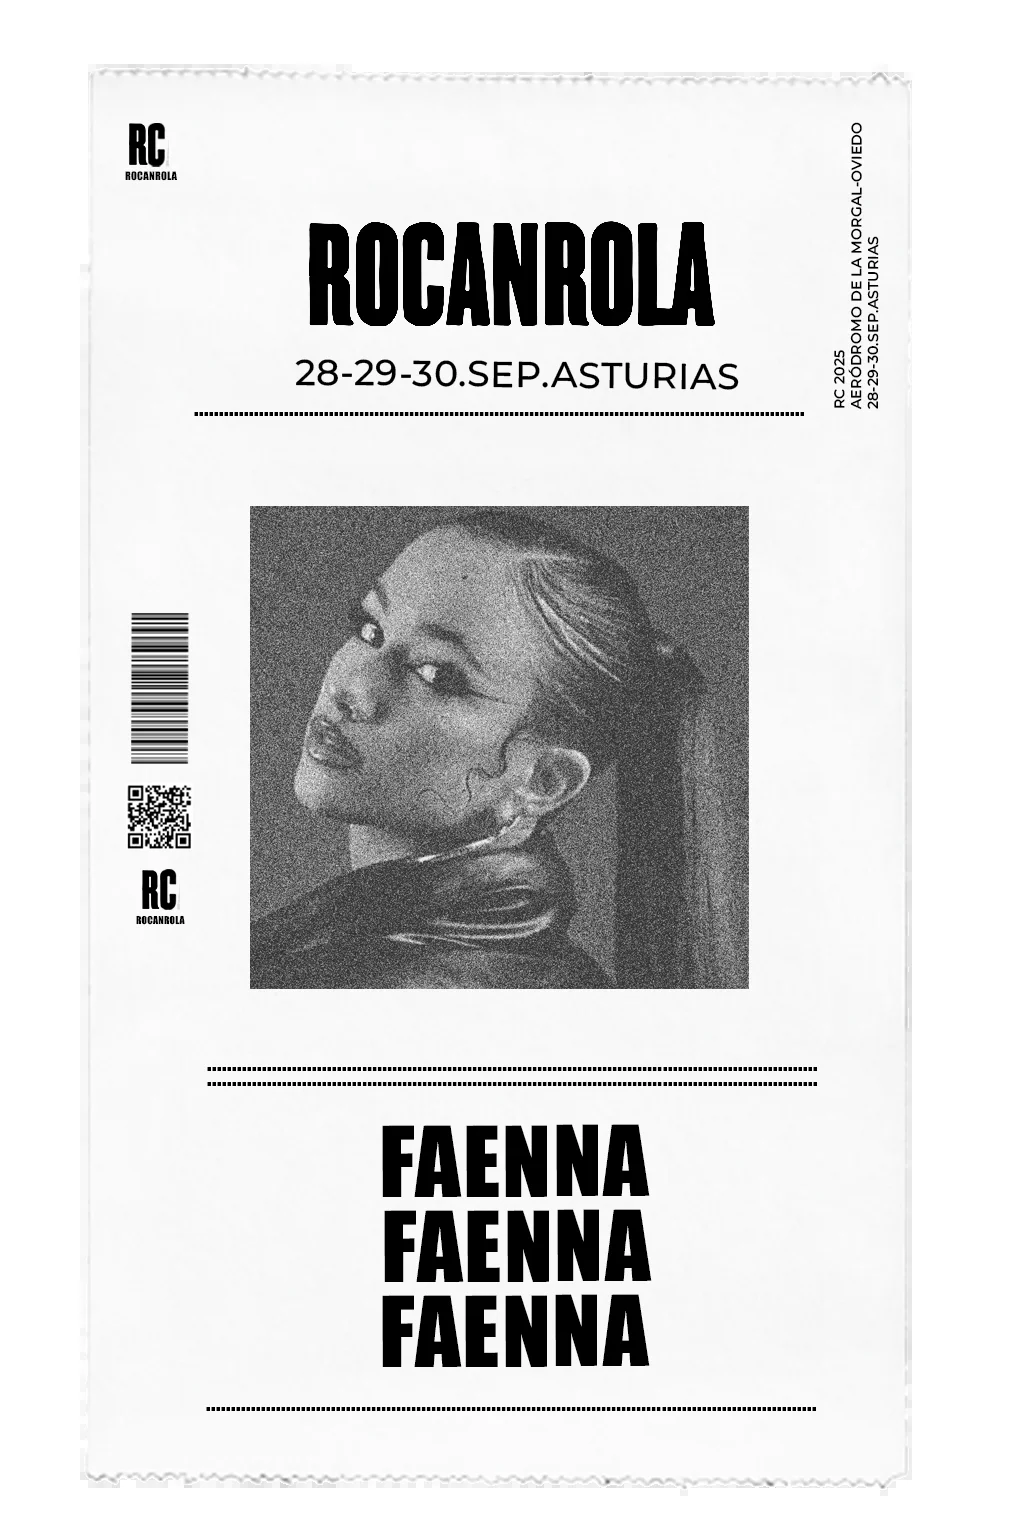 RC
ROCANROLA
RC 2025
AERÓDROMO DE LA MORGAL-OVIEDO
28-29-30.SEP.ASTURIAS
ROCANROLA
28-29-30.SEP.ASTURIAS
RC
ROCANROLA
FAENNA
FAENNA
FAENNA